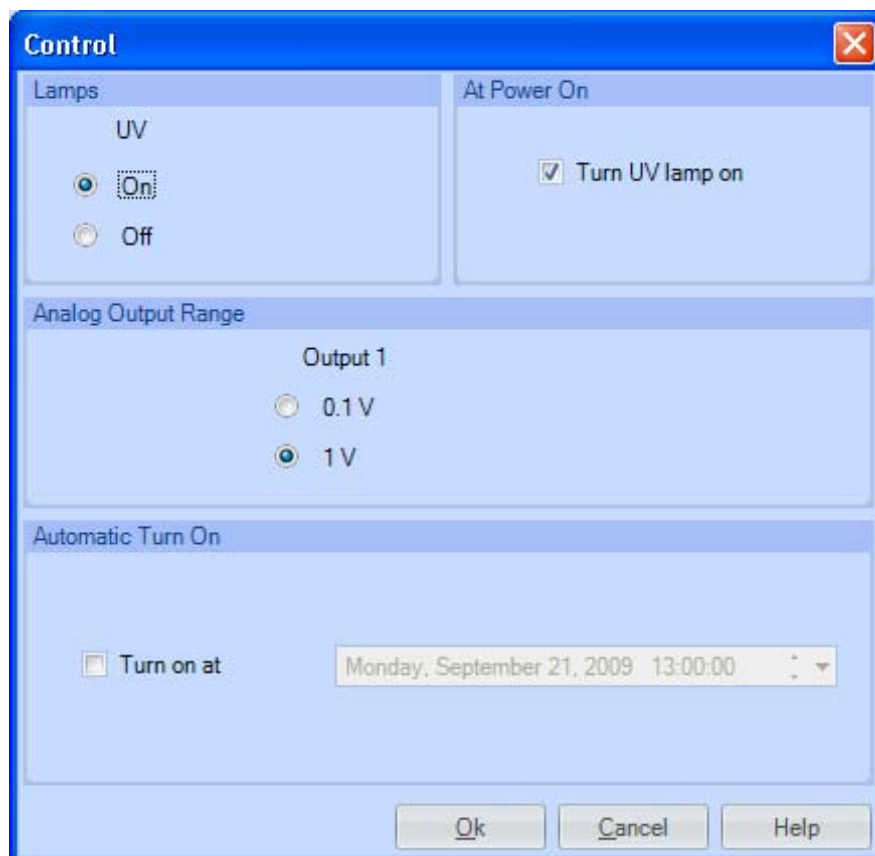 Control
Lamps
UV
On
Off
At Power On
Turn UV lamp on
Analog Output Range
Output 1
0.1 V
1 V
Automatic Turn On
Turn on at
Monday, September 21, 2009 13:00:00
Ok
Cancel
Help